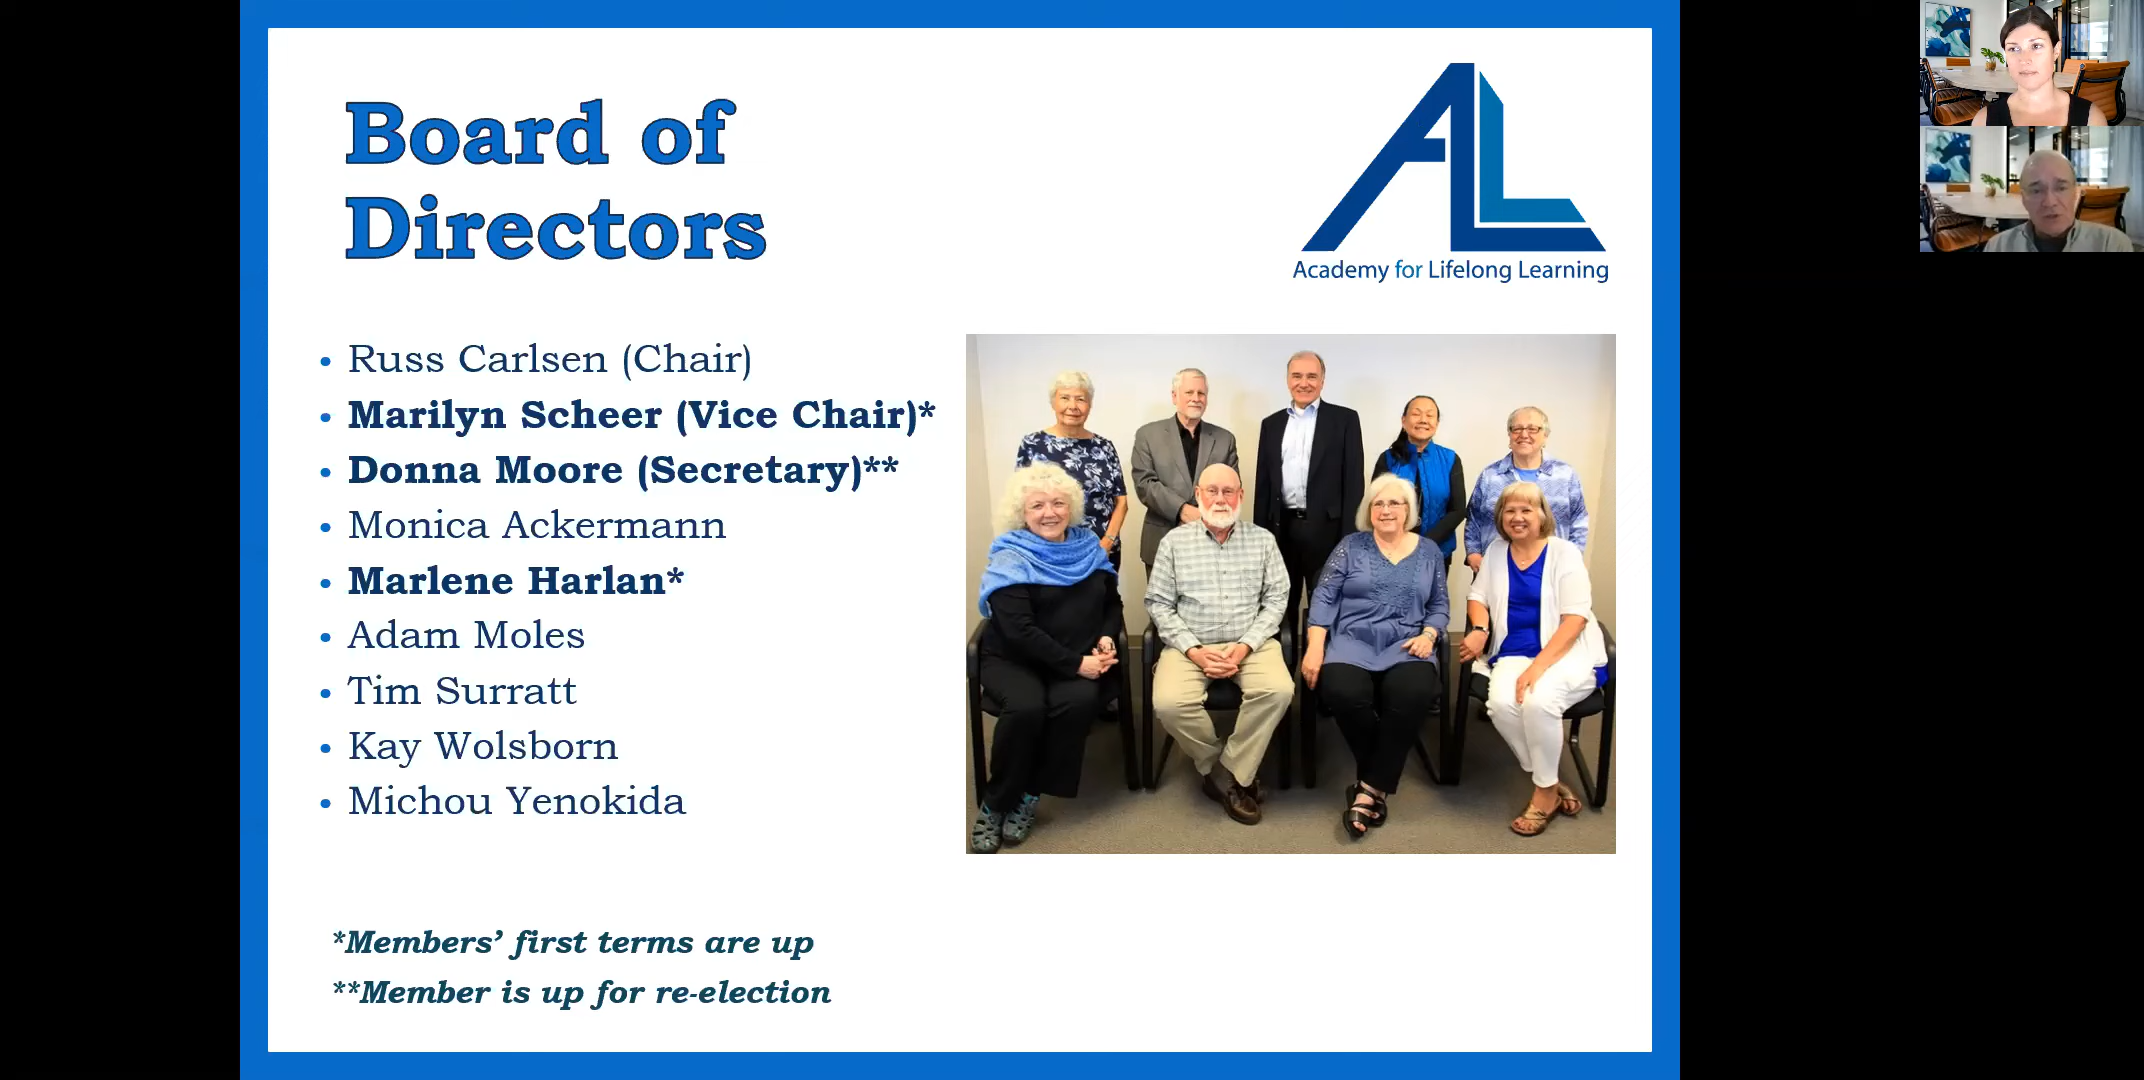 Board of
Directors
Academy for Lifelong Learning
• Russ Carlsen (Chair)
• Marilyn Scheer (Vice Chair)*
• Donna Moore (Secretary)**
• Monica Ackermann
• Marlene Harlan*
• Adam Moles
• Tim Surratt
• Kay Wolsborn
• Michou Yenokida
*Members’ first terms are up
**Member is up for re-election